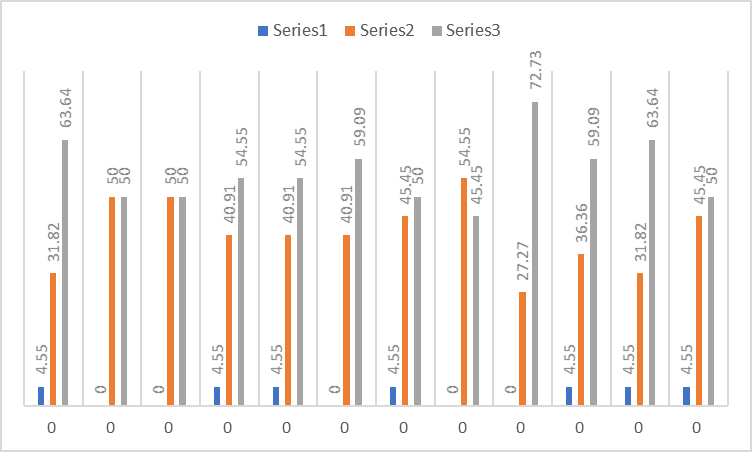 Series1 Series2 Series3
4.55 31.82 63.64
0 50 50
0 50 50
4.55 40.91 54.55
4.55 40.91 54.55
0 40.91 59.09
4.55 45.45 50
0 54.55 45.45
0 27.27 72.73
4.55 36.36 59.09
4.55 31.82 63.64
4.55 45.45 50
0 0 0 0 0 0 0 0 0 0 0 0